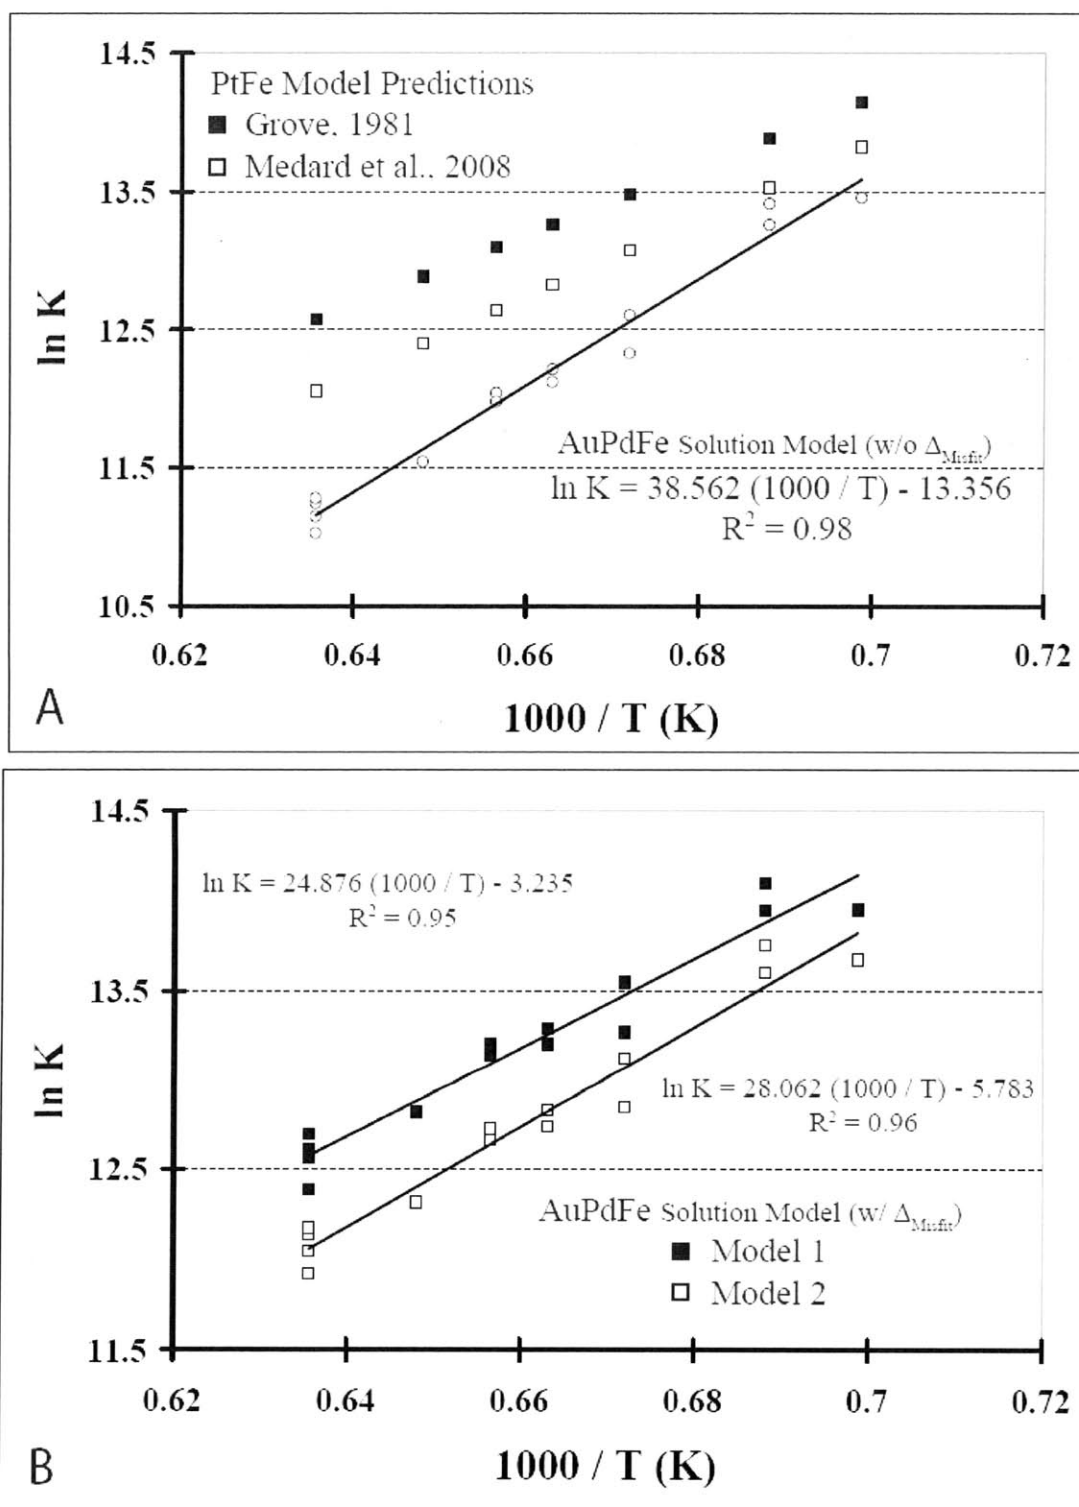 14.5
PtFe Model Predictions
■ Grove, 1981
□ Medard et al., 2008
13.5
ln K
12.5
AuPdFe Solution Model (w/o Δ_Misfit)
11.5
ln K = 38.562 (1000 / T) - 13.356
R² = 0.98
10.5
0.62 0.64 0.66 0.68 0.7 0.72
A
1000 / T (K)
14.5
ln K = 24.876 (1000 / T) - 3.235
R² = 0.95
13.5
ln K
ln K = 28.062 (1000 / T) - 5.783
R² = 0.96
12.5
AuPdFe Solution Model (w/ Δ_Misfit)
■ Model 1
□ Model 2
11.5
0.62 0.64 0.66 0.68 0.7 0.72
B
1000 / T (K)